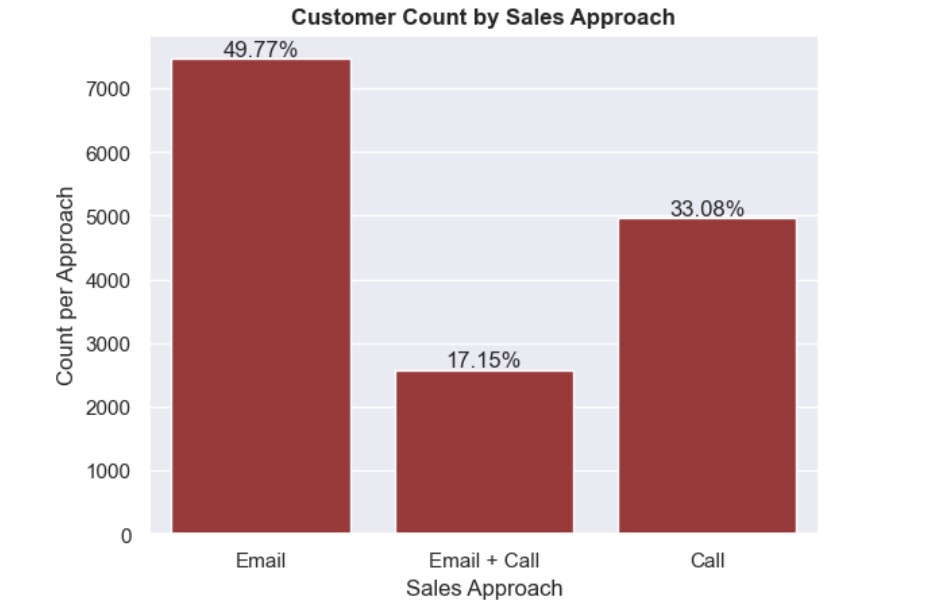 Customer Count by Sales Approach
49.77%
17.15%
33.08%
7000
6000
5000
4000
3000
2000
1000
0
Count per Approach
Email
Email + Call
Call
Sales Approach